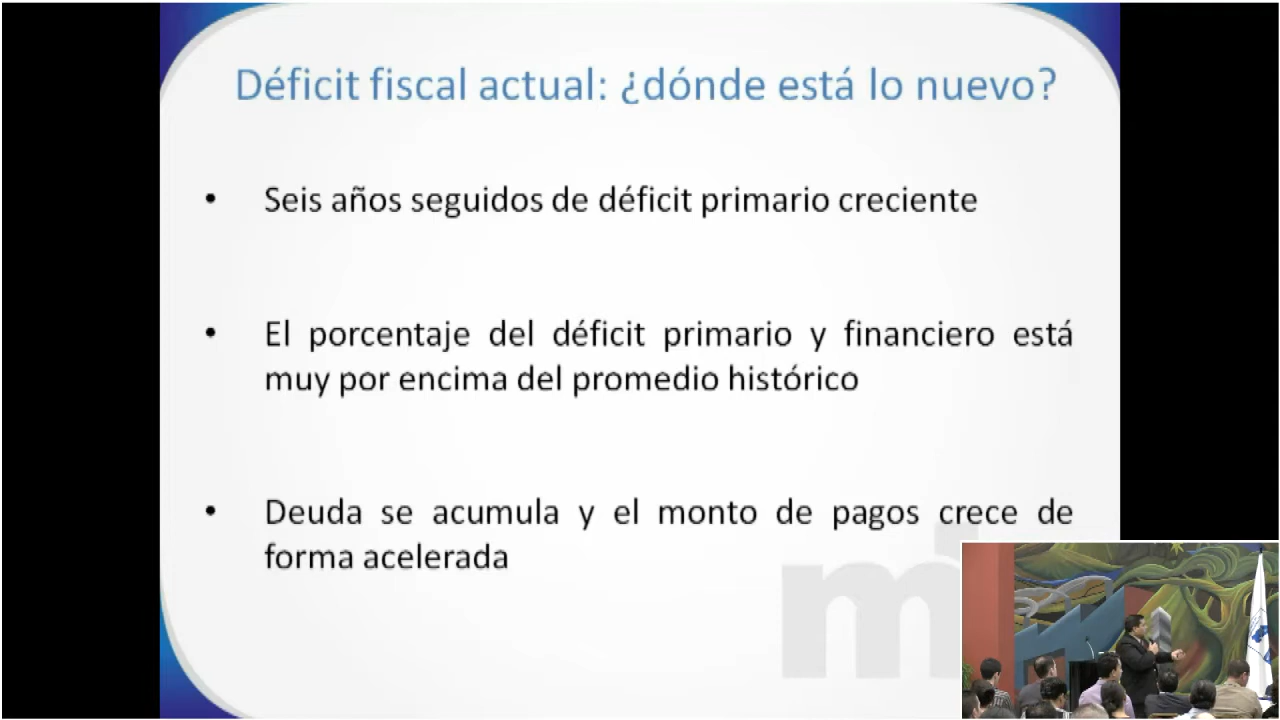 Déficit fiscal actual: ¿dónde está lo nuevo?
• Seis años seguidos de déficit primario creciente
• El porcentaje del déficit primario y financiero está
muy por encima del promedio histórico
• Deuda se acumula y el monto de pagos crece de
forma acelerada